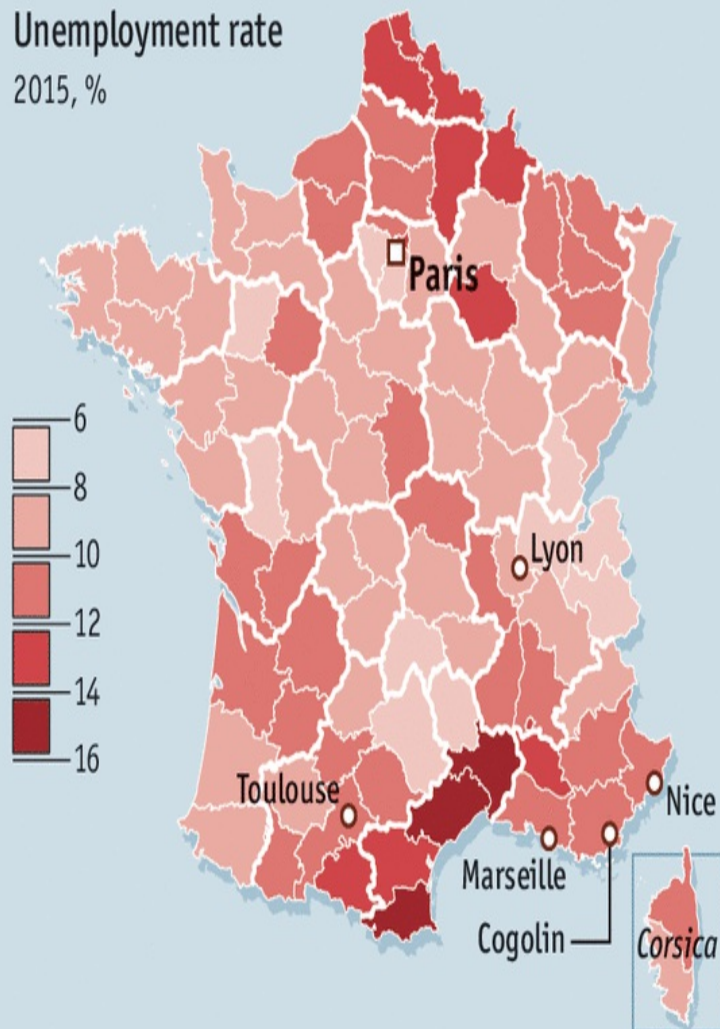 Unemployment rate
2015, %
Paris
6
8
10
12
14
16
Lyon
Toulouse
Nice
Marseille
Cogolin
Corsica